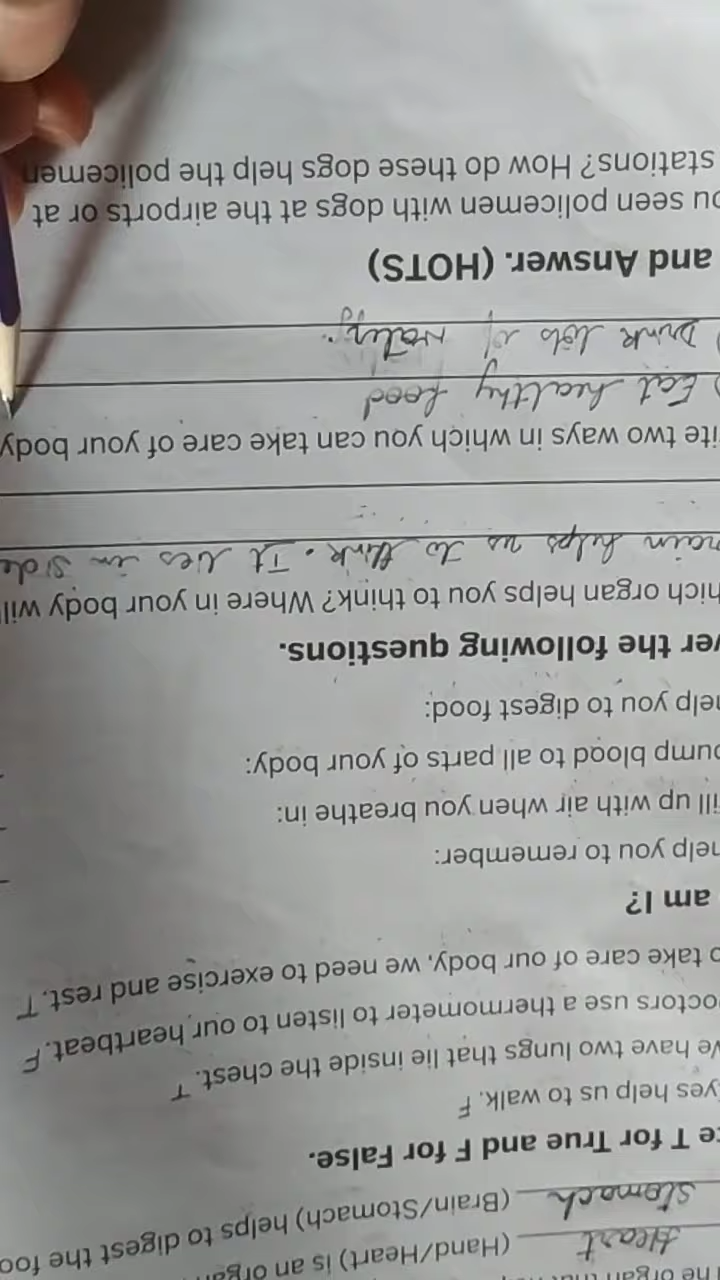 The organ that
Heart (Hand/Heart) is an organ
Stomach (Brain/Stomach) helps to digest the foo
te T for True and F for False.
yes help us to walk. F
We have two lungs that lie inside the chest. T
octors use a thermometer to listen to our heartbeat. F
o take care of our body, we need to exercise and rest. T
am I?
help you to remember:
ill up with air when you breathe in:
pump blood to all parts of your body:
help you to digest food:
ver the following questions.
hich organ helps you to think? Where in your body will
rain helps us to think. It lies in side
ite two ways in which you can take care of your body
) Eat healthy food
) Drink lots of water.
and Answer. (HOTS)
ou seen policemen with dogs at the airports or at
stations? How do these dogs help the policemen